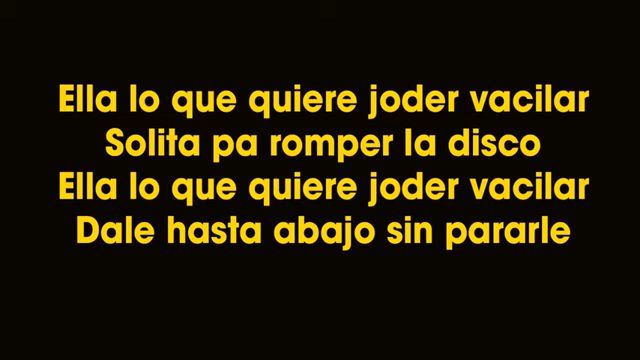 Ella lo que quiere joder vacilar
Solita pa romper la disco
Ella lo que quiere joder vacilar
Dale hasta abajo sin pararle